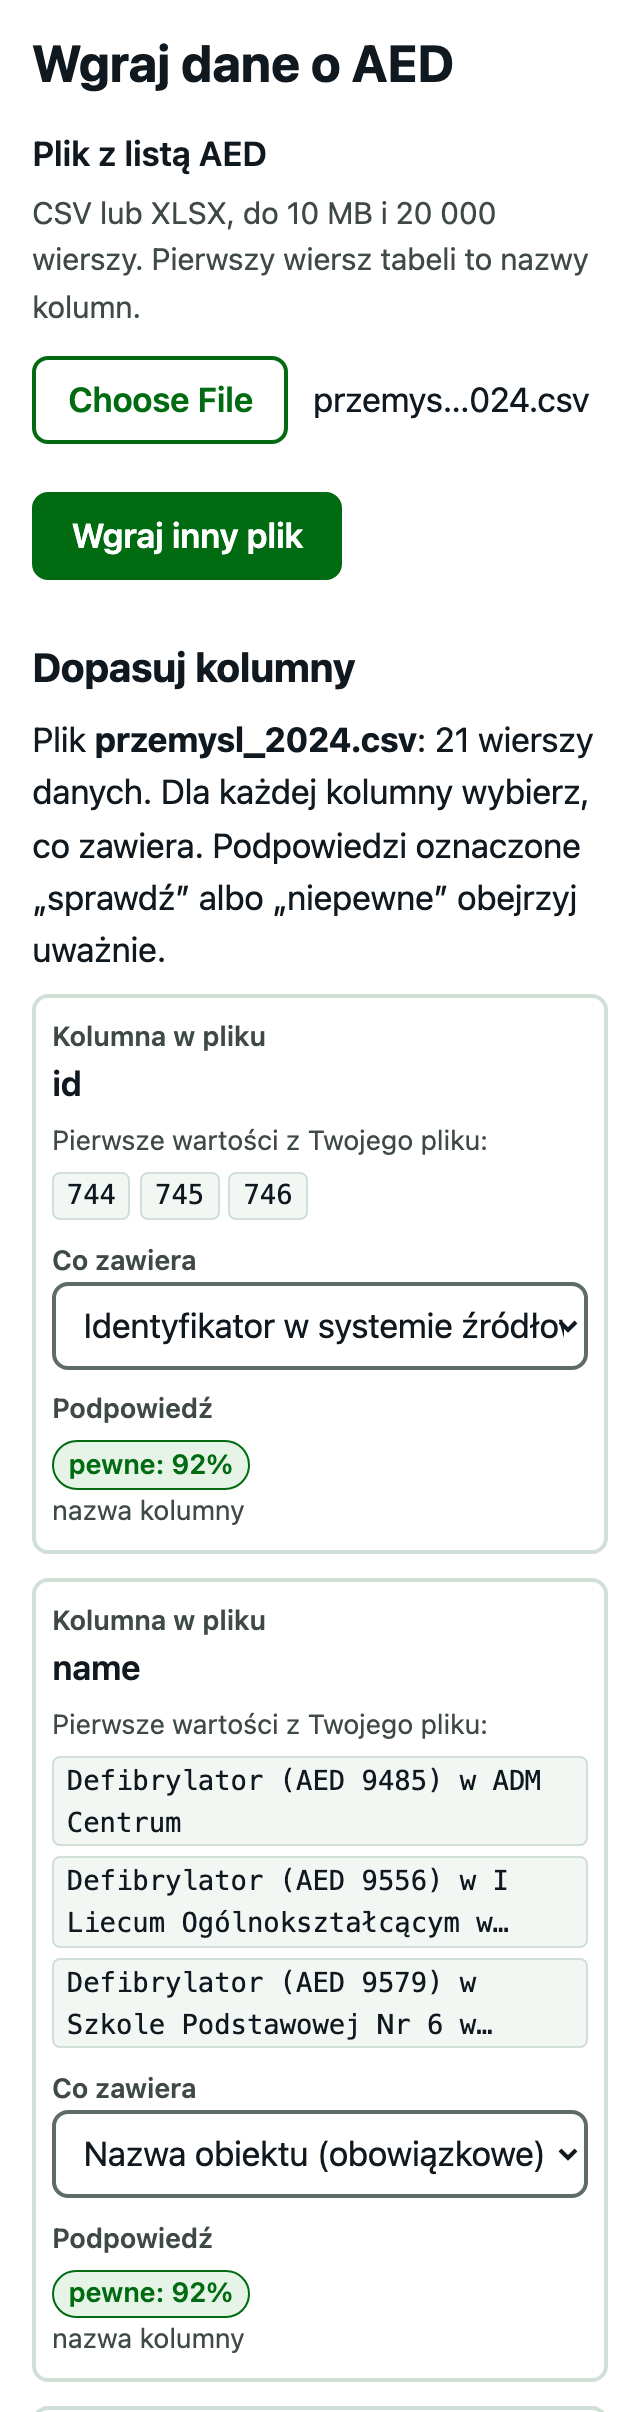 Wgraj dane o AED
Plik z listą AED
CSV lub XLSX, do 10 MB i 20 000
wierszy. Pierwszy wiersz tabeli to nazwy
kolumn.
Choose File przemys...024.csv
Wgraj inny plik
Dopasuj kolumny
Plik przemysl_2024.csv: 21 wierszy
danych. Dla każdej kolumny wybierz,
co zawiera. Podpowiedzi oznaczone
„sprawdź” albo „niepewne” obejrzyj
uważnie.
Kolumna w pliku
id
Pierwsze wartości z Twojego pliku:
744 745 746
Co zawiera
Identyfikator w systemie źródłow
Podpowiedź
pewne: 92%
nazwa kolumny
Kolumna w pliku
name
Pierwsze wartości z Twojego pliku:
Defibrylator (AED 9485) w ADM
Centrum
Defibrylator (AED 9556) w I
Liecum Ogólnokształcącym w…
Defibrylator (AED 9579) w
Szkole Podstawowej Nr 6 w…
Co zawiera
Nazwa obiektu (obowiązkowe)
Podpowiedź
pewne: 92%
nazwa kolumny